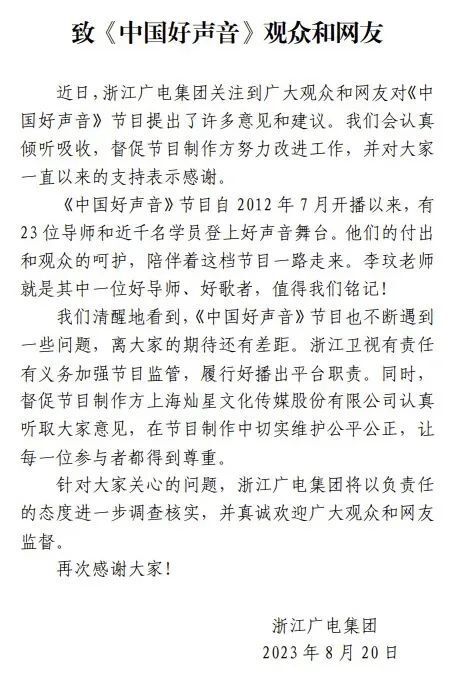 致《中国好声音》观众和网友
近日，浙江广电集团关注到广大观众和网友对《中
国好声音》节目提出了许多意见和建议。我们会认真
倾听吸收，督促节目制作方努力改进工作，并对大家
一直以来的支持表示感谢。
《中国好声音》节目自 2012 年 7 月开播以来，有
23 位导师和近千名学员登上好声音舞台。他们的付出
和观众的呵护，陪伴着这档节目一路走来。李玟老师
就是其中一位好导师、好歌者，值得我们铭记！
我们清醒地看到，《中国好声音》节目也不断遇到
一些问题，离大家的期待还有差距。浙江卫视有责任
有义务加强节目监管，履行好播出平台职责。同时，
督促节目制作方上海灿星文化传媒股份有限公司认真
听取大家意见，在节目制作中切实维护公平公正，让
每一位参与者都得到尊重。
针对大家关心的问题，浙江广电集团将以负责任
的态度进一步调查核实，并真诚欢迎广大观众和网友
监督。
再次感谢大家！
浙江广电集团
2023 年 8 月 20 日